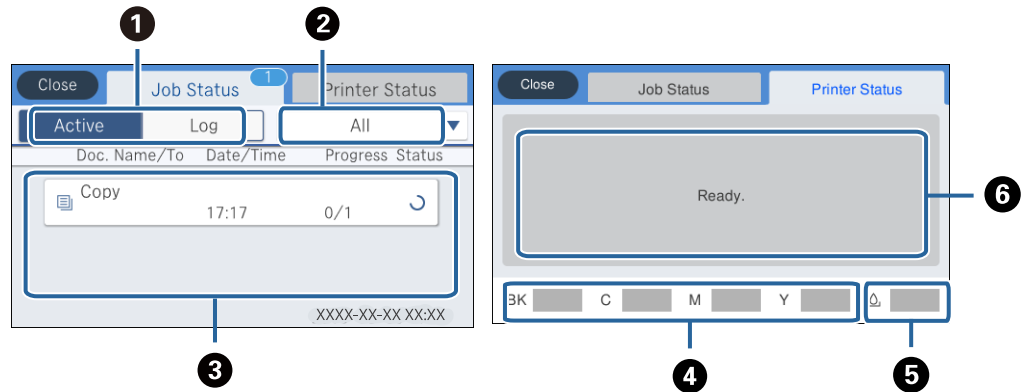 1 2
Close Job Status 1 Printer Status
Active Log All
Doc. Name/To Date/Time Progress Status
Copy
17:17 0/1
XXXX-XX-XX XX:XX
3
Close Job Status Printer Status
Ready.
6
BK C M Y
4 5